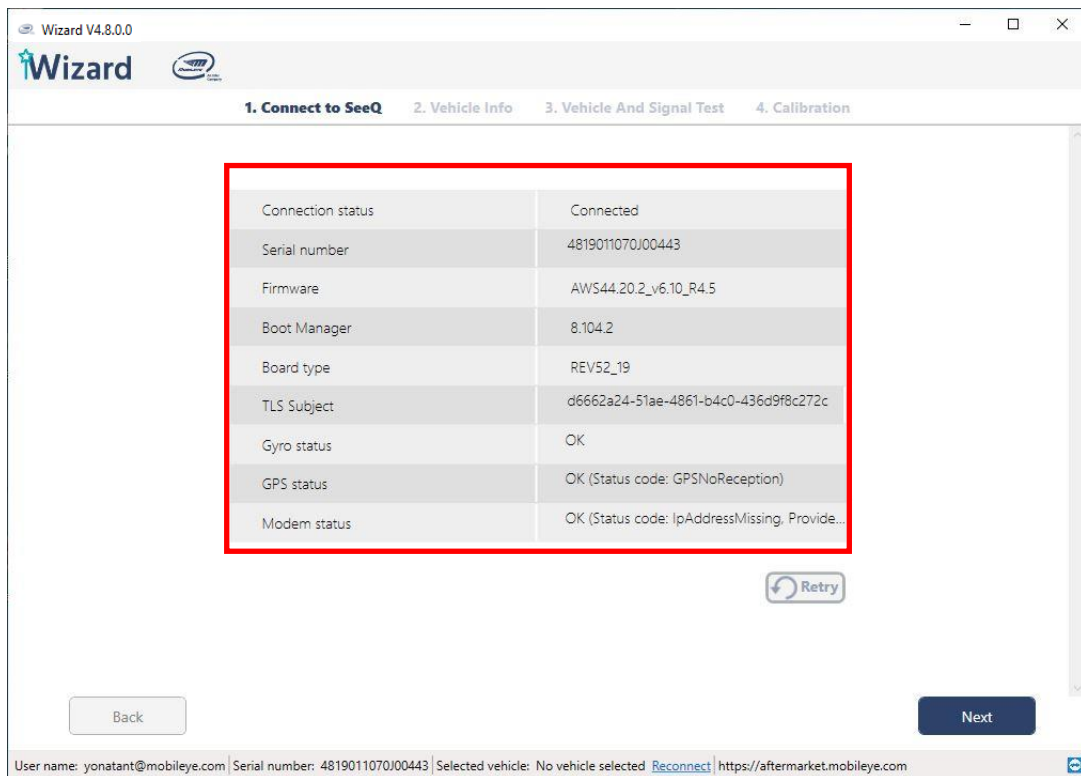 Wizard V4.8.0.0
Wizard
1. Connect to SeeQ 2. Vehicle Info 3. Vehicle And Signal Test 4. Calibration
Connection status Connected
Serial number 4819011070J00443
Firmware AWS44.20.2_v6.10_R4.5
Boot Manager 8.104.2
Board type REV52_19
TLS Subject d6662a24-51ae-4861-b4c0-436d9f8c272c
Gyro status OK
GPS status OK (Status code: GPSNoReception)
Modem status OK (Status code: IpAddressMissing, Provide...
Retry
Back Next
User name: yonatant@mobileye.com Serial number: 4819011070J00443 Selected vehicle: No vehicle selected Reconnect https://aftermarket.mobileye.com